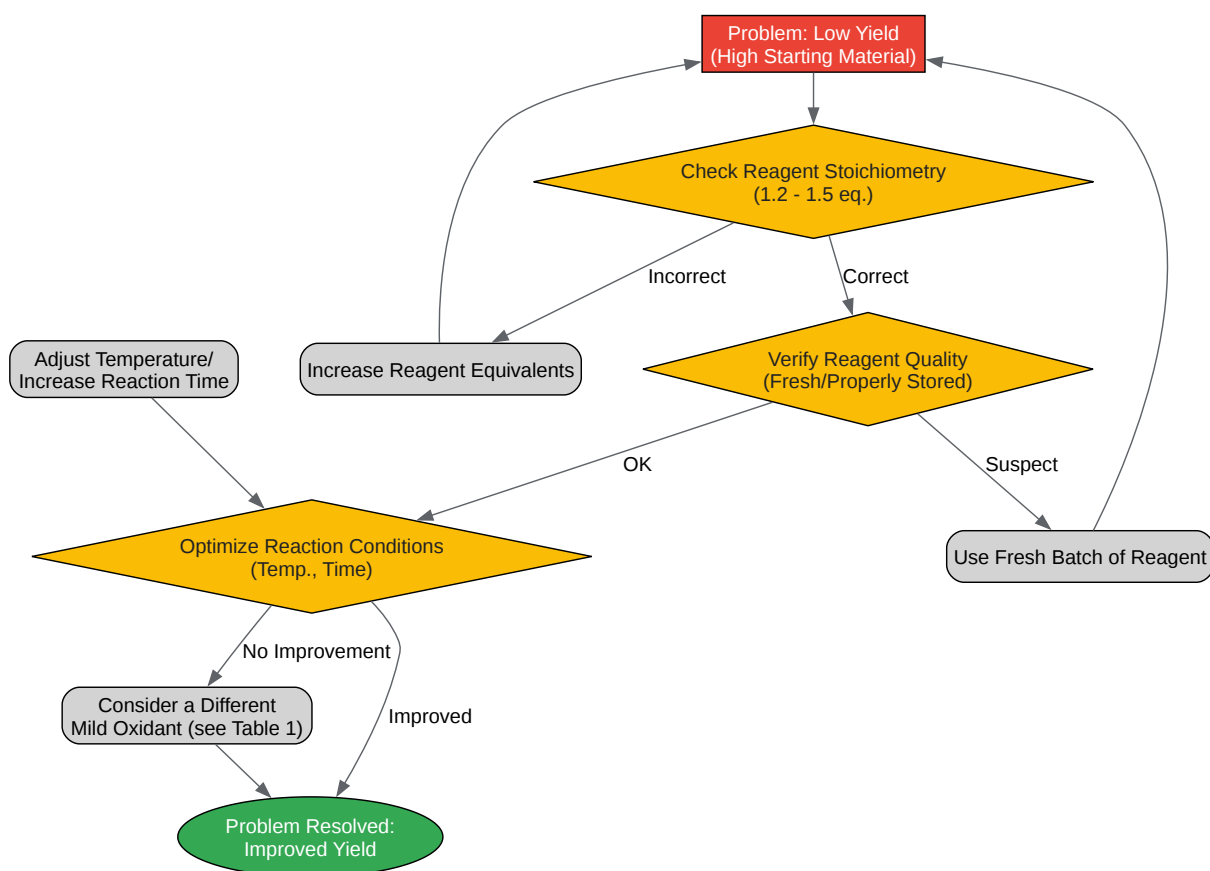 Problem: Low Yield
(High Starting Material)
Check Reagent Stoichiometry
(1.2 - 1.5 eq.)
Incorrect
Correct
Adjust Temperature/
Increase Reaction Time
Increase Reagent Equivalents
Verify Reagent Quality
(Fresh/Properly Stored)
OK
Suspect
Optimize Reaction Conditions
(Temp., Time)
Use Fresh Batch of Reagent
No Improvement
Consider a Different
Mild Oxidant (see Table 1)
Improved
Problem Resolved:
Improved Yield